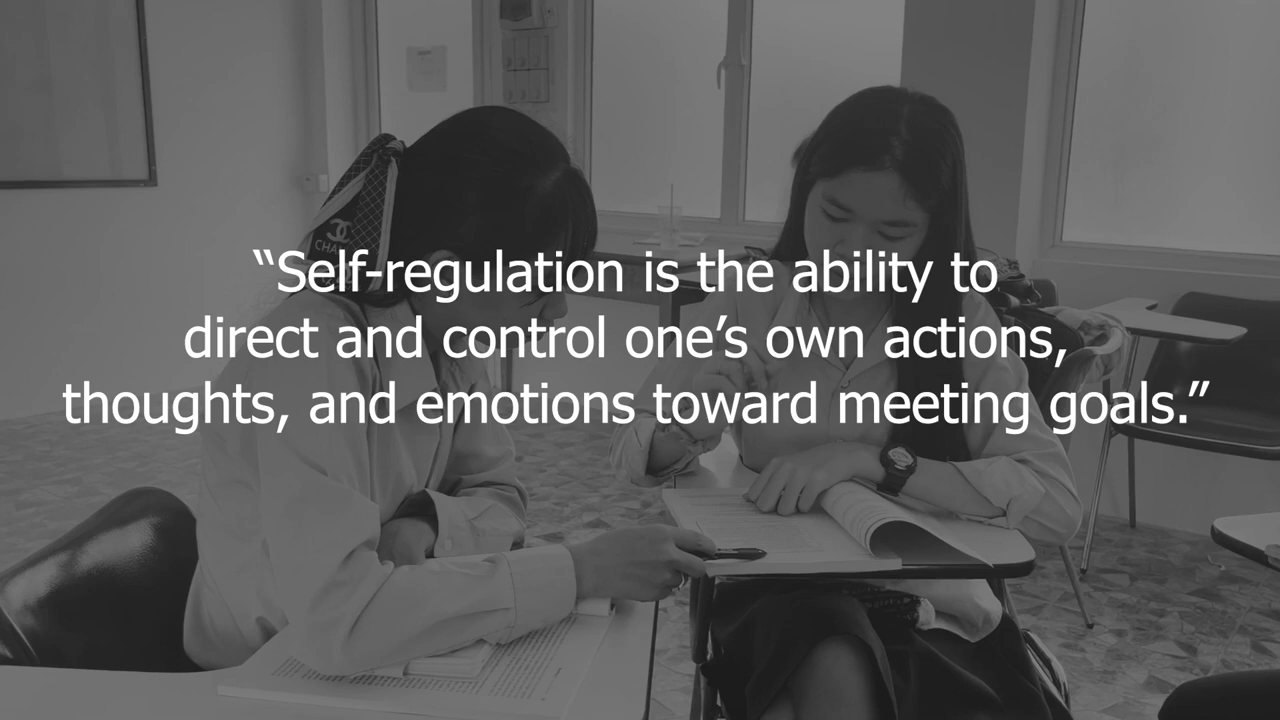 “Self-regulation is the ability to
direct and control one’s own actions,
thoughts, and emotions toward meeting goals.”